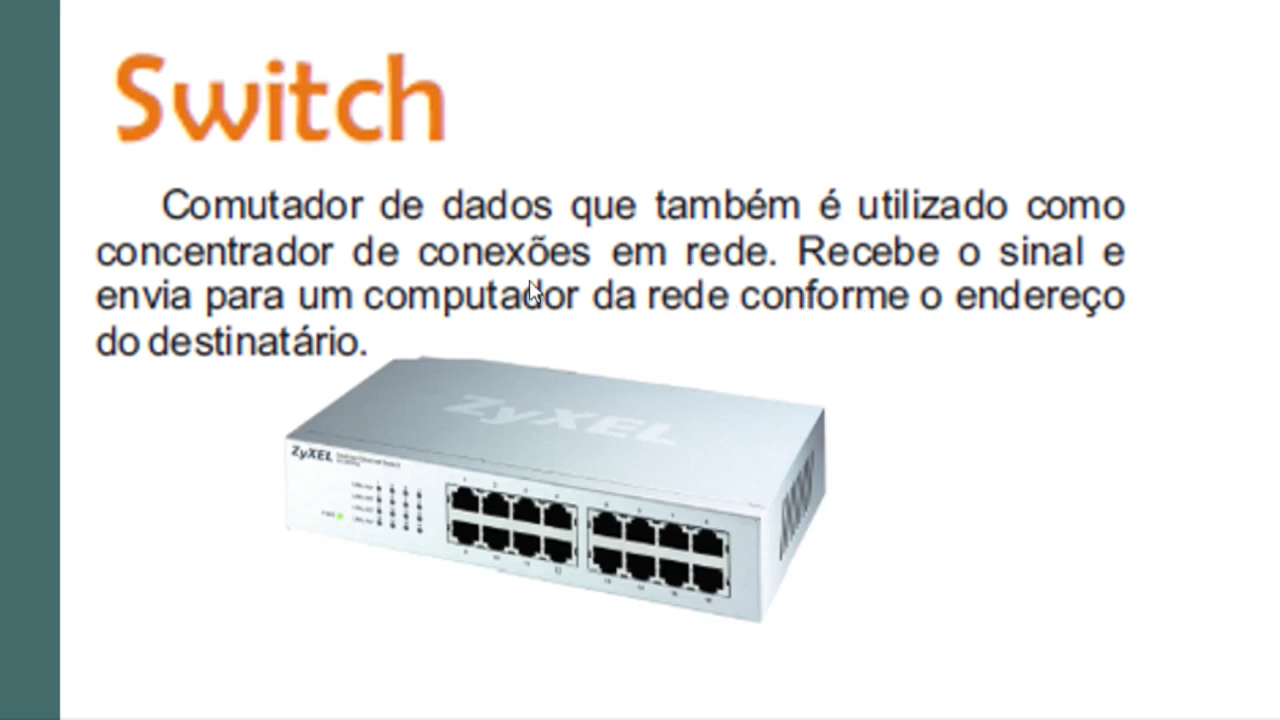 Switch
Comutador de dados que também é utilizado como
concentrador de conexões em rede. Recebe o sinal e
envia para um computador da rede conforme o endereço
do destinatário.
ZyXEL
ZyXEL